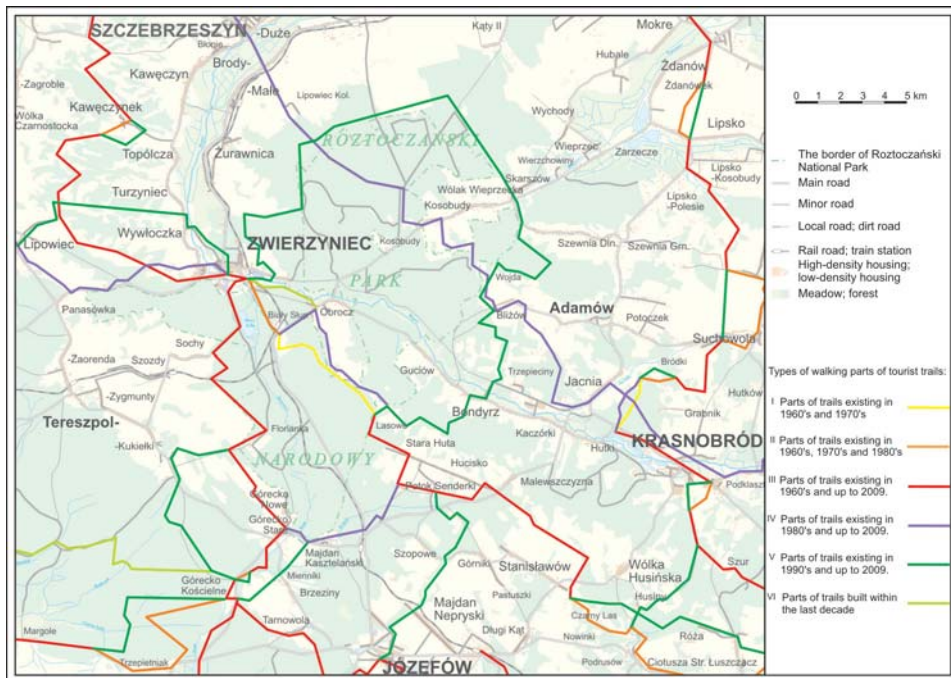 SZCZEBRZESZYN
-Duże
Kąty II
Mokre
Błonie
Hubale
Żdanów
-Zagroble
Kawęczyn
Brody-
-Małe
Żdanówek
Kawęczynek
Lipowiec Kol.
Wólka
Czarnostocka
Wychody
Lipsko
ROZTOCZAŃSKI
Topólcza
Żurawnica
Wieprzec
Zarzecze
Wierzchowiny
Skarszów
Lipsko
-Kosobudy
Turzyniec
Wólak Wieprzecka
Lipsko
-Polesie
Kosobudy
Wywłoczka
Lipowiec
ZWIERZYNIEC
Kosobudy
Szewnia Dln.
Szewnia Grn.
PARK
Wojda
Panasówka
Biały Słup
Obrocz
Bliżów
Adamów
Potoczek
Suchowola
Sochy
-Zaorenda
Szozdy
Guciów
Trzepieciny
Bródki
Jacnia
Hutków
-Zygmunty
Bondyrz
Grabnik
Tereszpol-
Lasowe
-Kukiełki
Florianka
Stara Huta
Kaczórki
KRASNOBRÓD
Hutki
NARODOWY
Hucisko
Malewszczyzna
Potok Senderki
Podklasztor
Górecko
Nowe
Górecko
Stare
Majdan
Kasztelański
Szopowe
Stanisławów
Wólka
Husińska
Szur
Górniki
Górecko
Kościelne
Mienniki
Brzeziny
Pastuszki
Husiny
Tarnowola
Majdan
Nepryski
Czarny Las
Margole
Długi Kąt
Nowinki
Róża
Trzepietniak
JÓZEFÓW
Podrusów
Ciotusza Str.
Łuszczacz
0 1 2 3 4 5 km
The border of Roztoczański
National Park
Main road
Minor road
Local road; dirt road
Rail road; train station
High-density housing;
low-density housing
Meadow; forest
Types of walking parts of tourist trails:
I Parts of trails existing in
1960's and 1970's
II Parts of trails existing in
1960's, 1970's and 1980's
III Parts of trails existing in
1960's and up to 2009.
IV Parts of trails existing in
1980's and up to 2009.
V Parts of trails existing in
1990's and up to 2009.
VI Parts of trails built within
the last decade